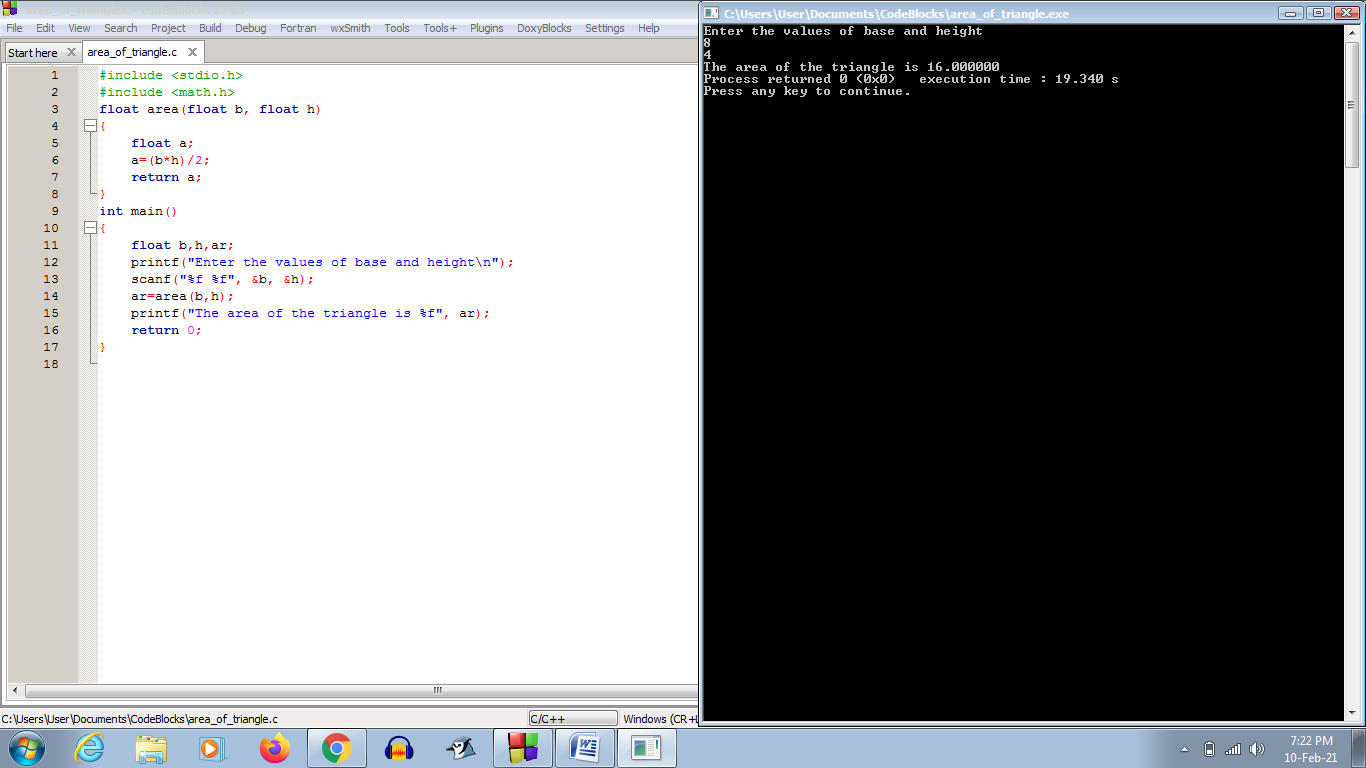 File Edit View Search Project Build Debug Fortran wxSmith Tools Tools+ Plugins DoxyBlocks Settings Help
Start here area_of_triangle.c
1 #include <stdio.h>
2 #include <math.h>
3 float area(float b, float h)
4 {
5 float a;
6 a=(b*h)/2;
7 return a;
8 }
9 int main()
10 {
11 float b,h,ar;
12 printf("Enter the values of base and height\n");
13 scanf("%f %f", &b, &h);
14 ar=area(b,h);
15 printf("The area of the triangle is %f", ar);
16 return 0;
17 }
18
C:\Users\User\Documents\CodeBlocks\area_of_triangle.c C/C++ Windows (CR+L
C:\Users\User\Documents\CodeBlocks\area_of_triangle.exe
Enter the values of base and height
8
4
The area of the triangle is 16.000000
Process returned 0 (0x0) execution time : 19.340 s
Press any key to continue.
7:22 PM
10-Feb-21